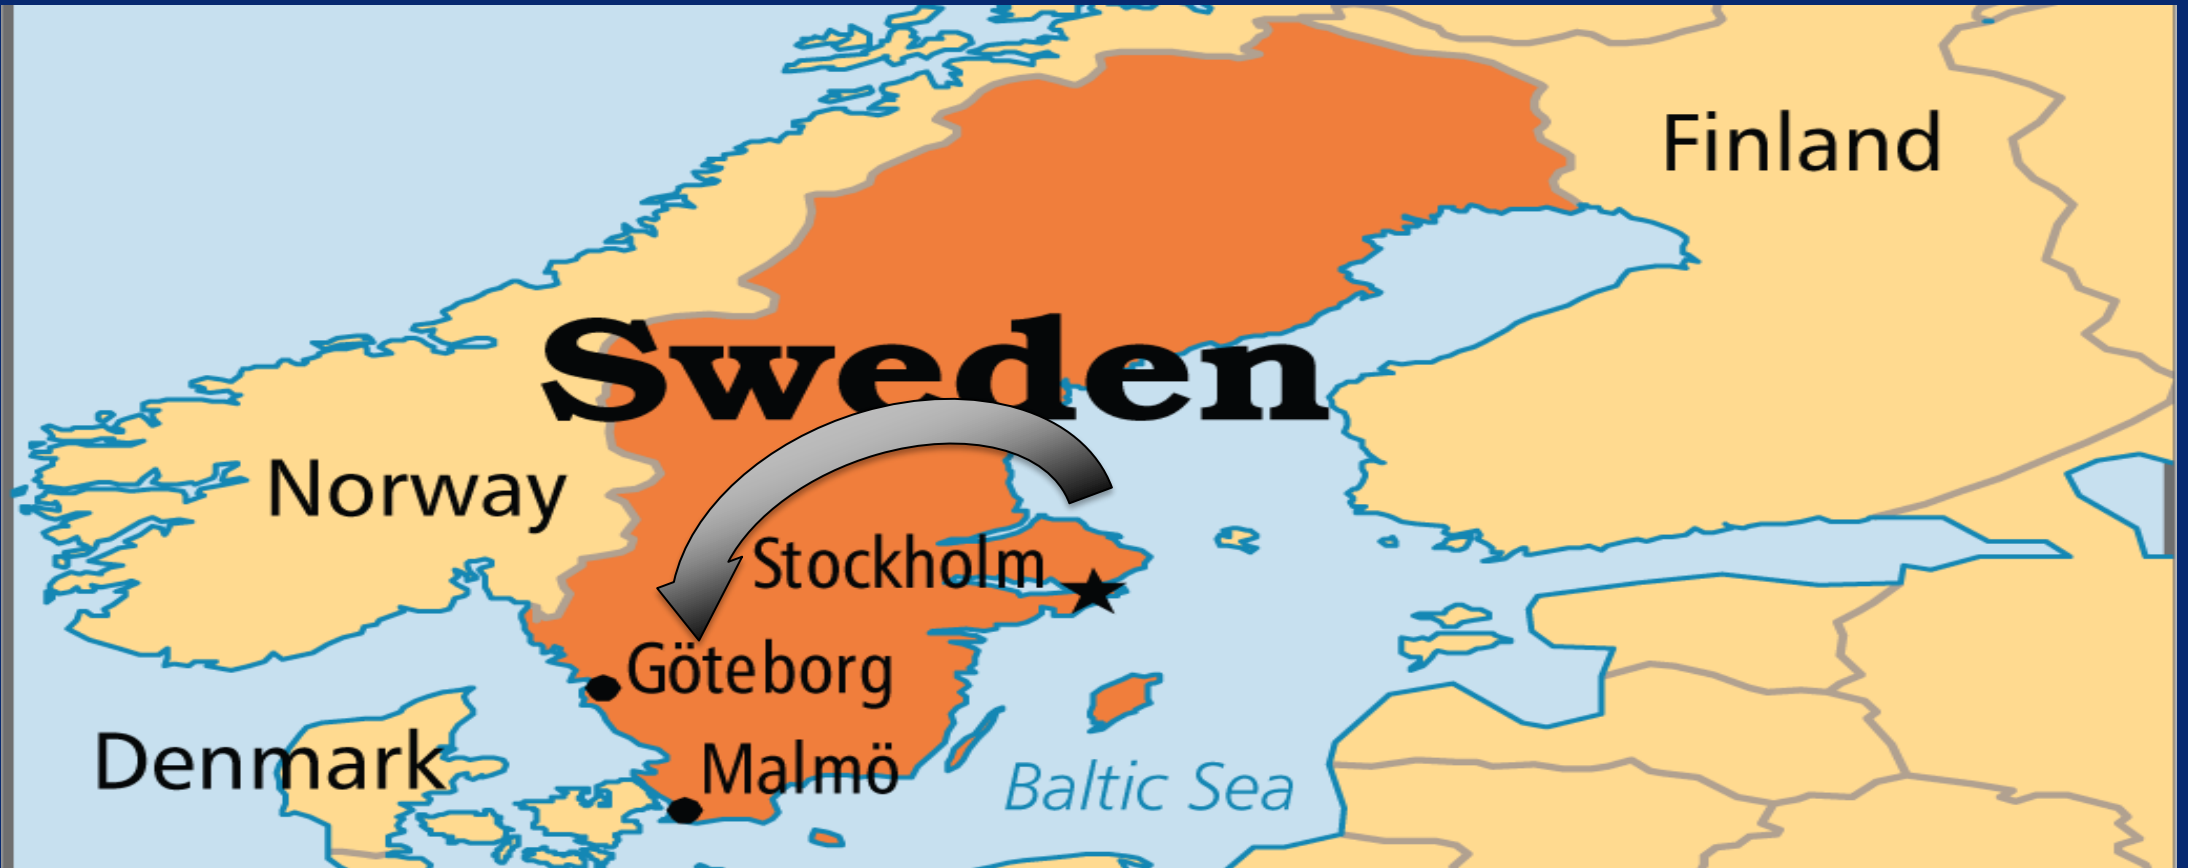 Finland
Sweden
Norway
Stockholm
Göteborg
Denmark
Malmö
Baltic Sea